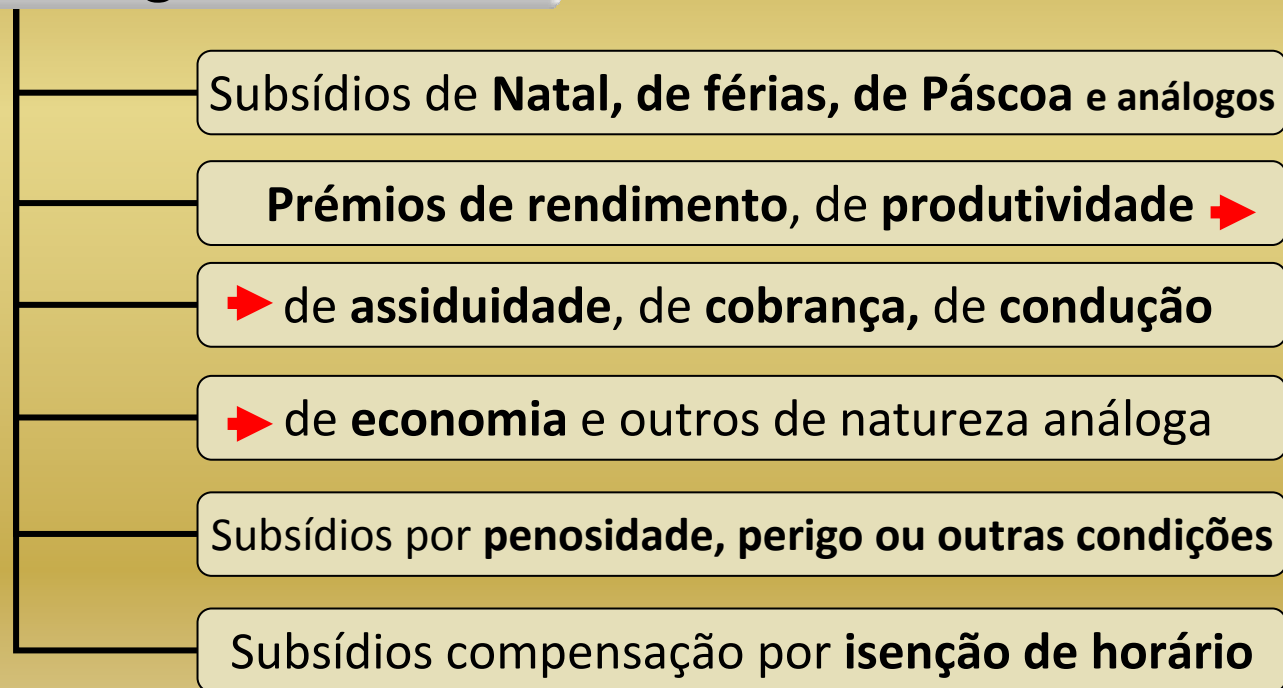 Subsídios de Natal, de férias, de Páscoa e análogos
Prémios de rendimento, de produtividade
de assiduidade, de cobrança, de condução
de economia e outros de natureza análoga
Subsídios por penosidade, perigo ou outras condições
Subsídios compensação por isenção de horário